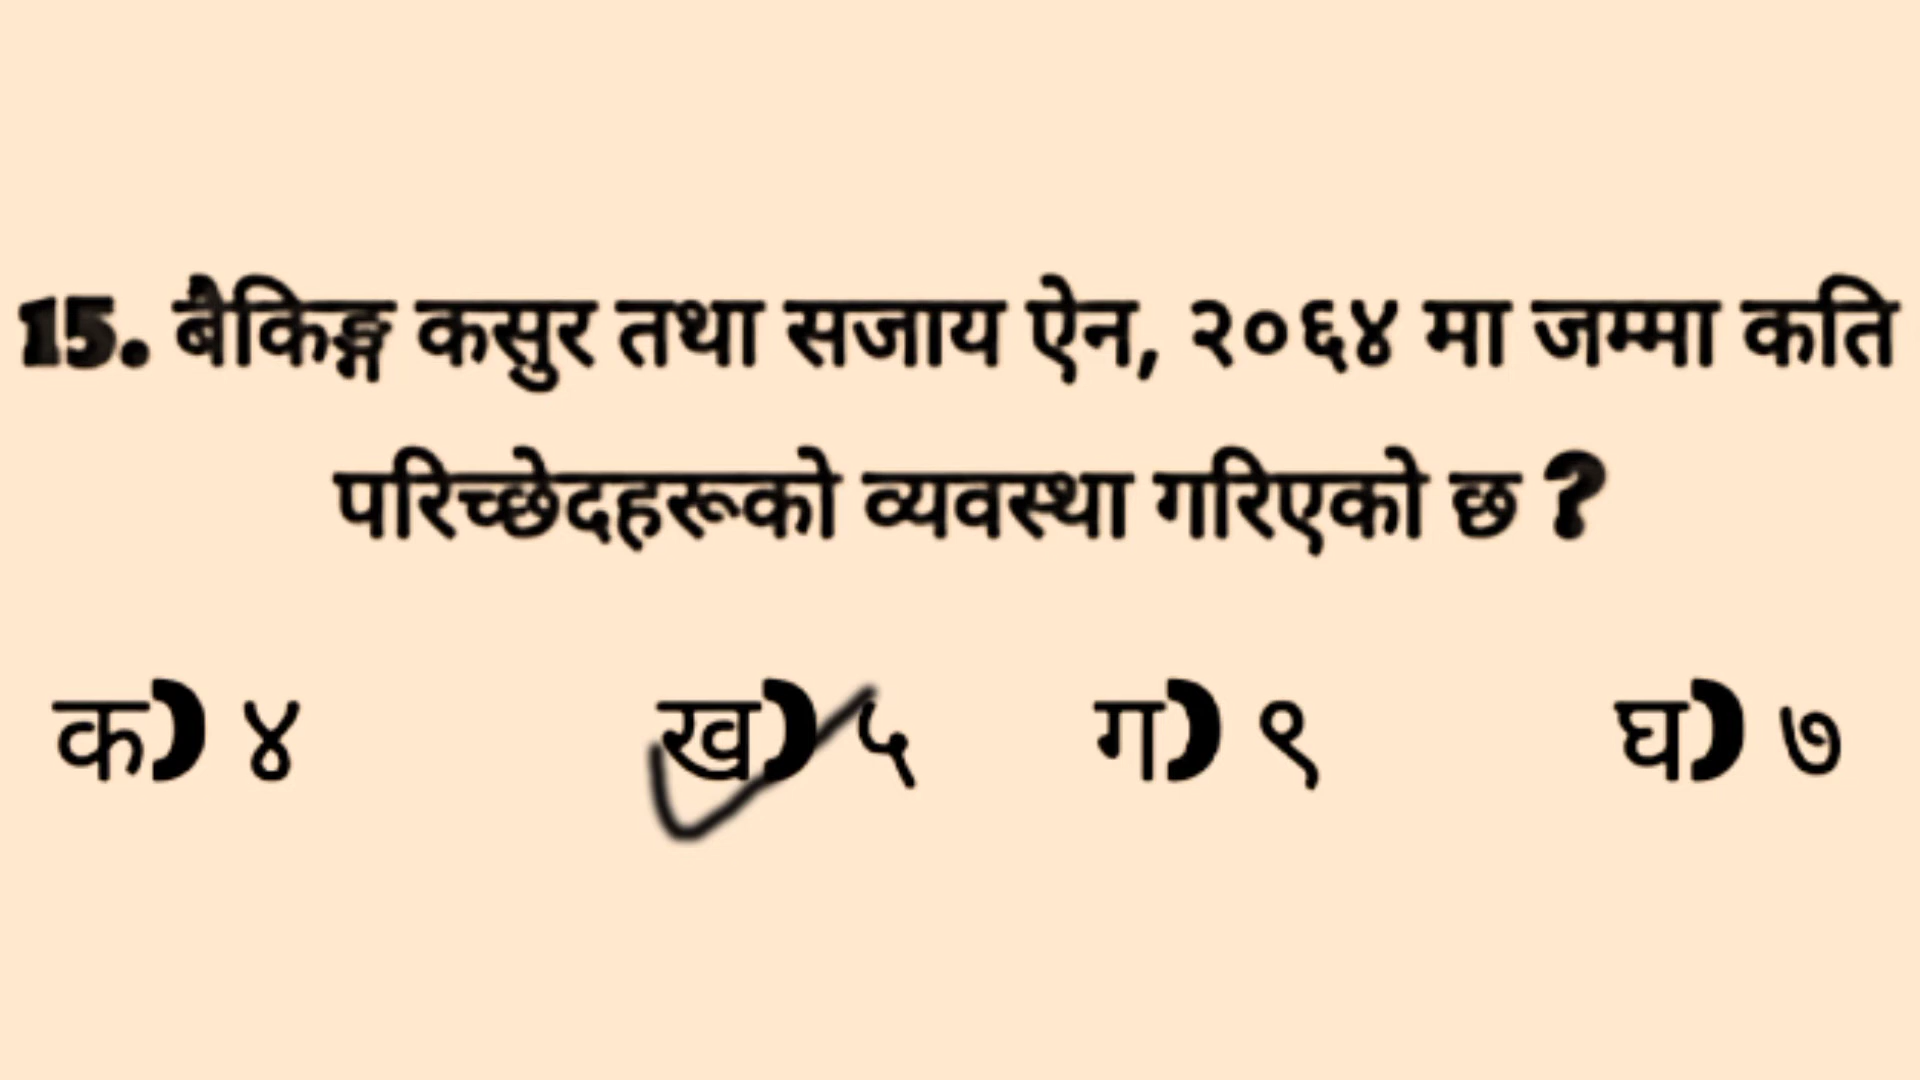 15. बैकिङ्ग कसुर तथा सजाय ऐन, २०६४ मा जम्मा कति
परिच्छेदहरूको व्यवस्था गरिएको छ ?
क) ४ ख) ५ ग) ९ घ) ७